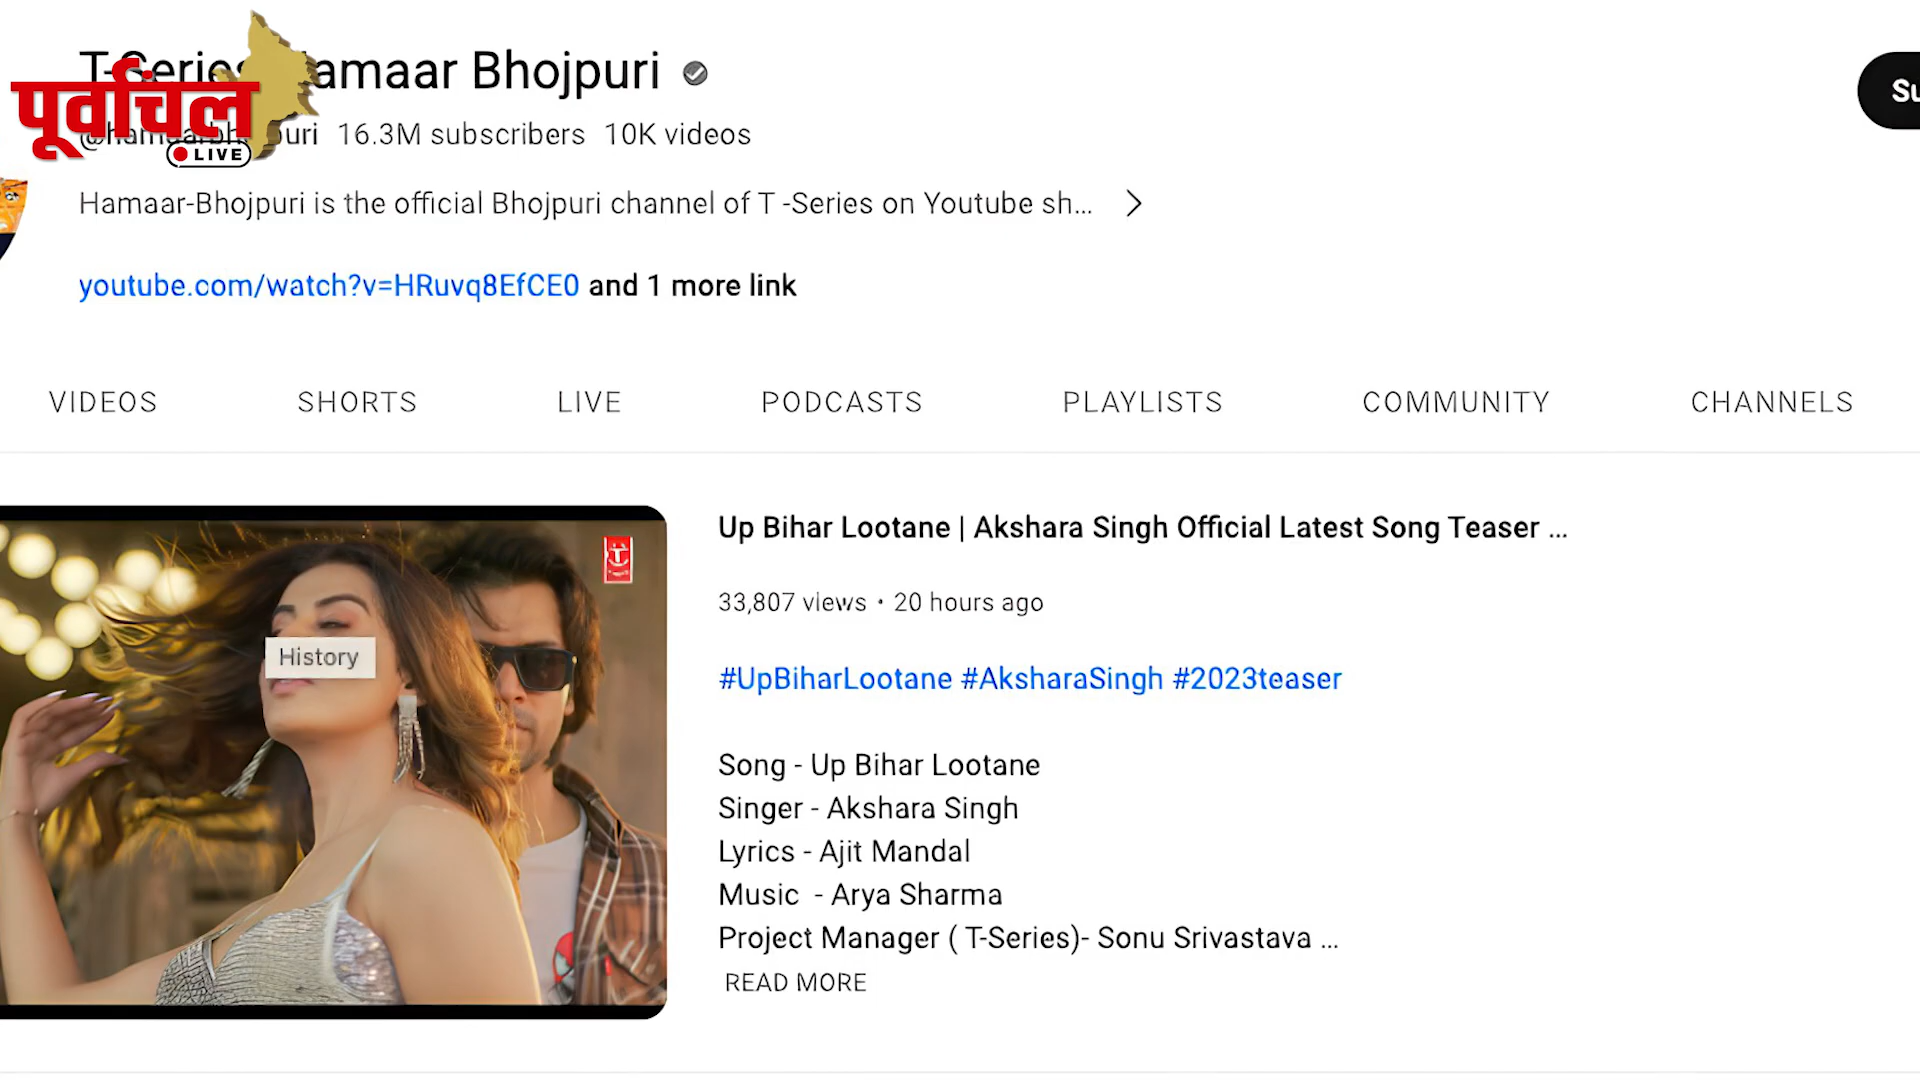 T-Series Hamaar Bhojpuri
पूर्वांचल
LIVE
@hamaarbhojpuri 16.3M subscribers 10K videos
Hamaar-Bhojpuri is the official Bhojpuri channel of T -Series on Youtube sh...
youtube.com/watch?v=HRuvq8EfCE0 and 1 more link
Su
VIDEOS SHORTS LIVE PODCASTS PLAYLISTS COMMUNITY CHANNELS
History
Up Bihar Lootane | Akshara Singh Official Latest Song Teaser ...
33,807 views • 20 hours ago
#UpBiharLootane #AksharaSingh #2023teaser
Song - Up Bihar Lootane
Singer - Akshara Singh
Lyrics - Ajit Mandal
Music - Arya Sharma
Project Manager ( T-Series)- Sonu Srivastava ...
READ MORE